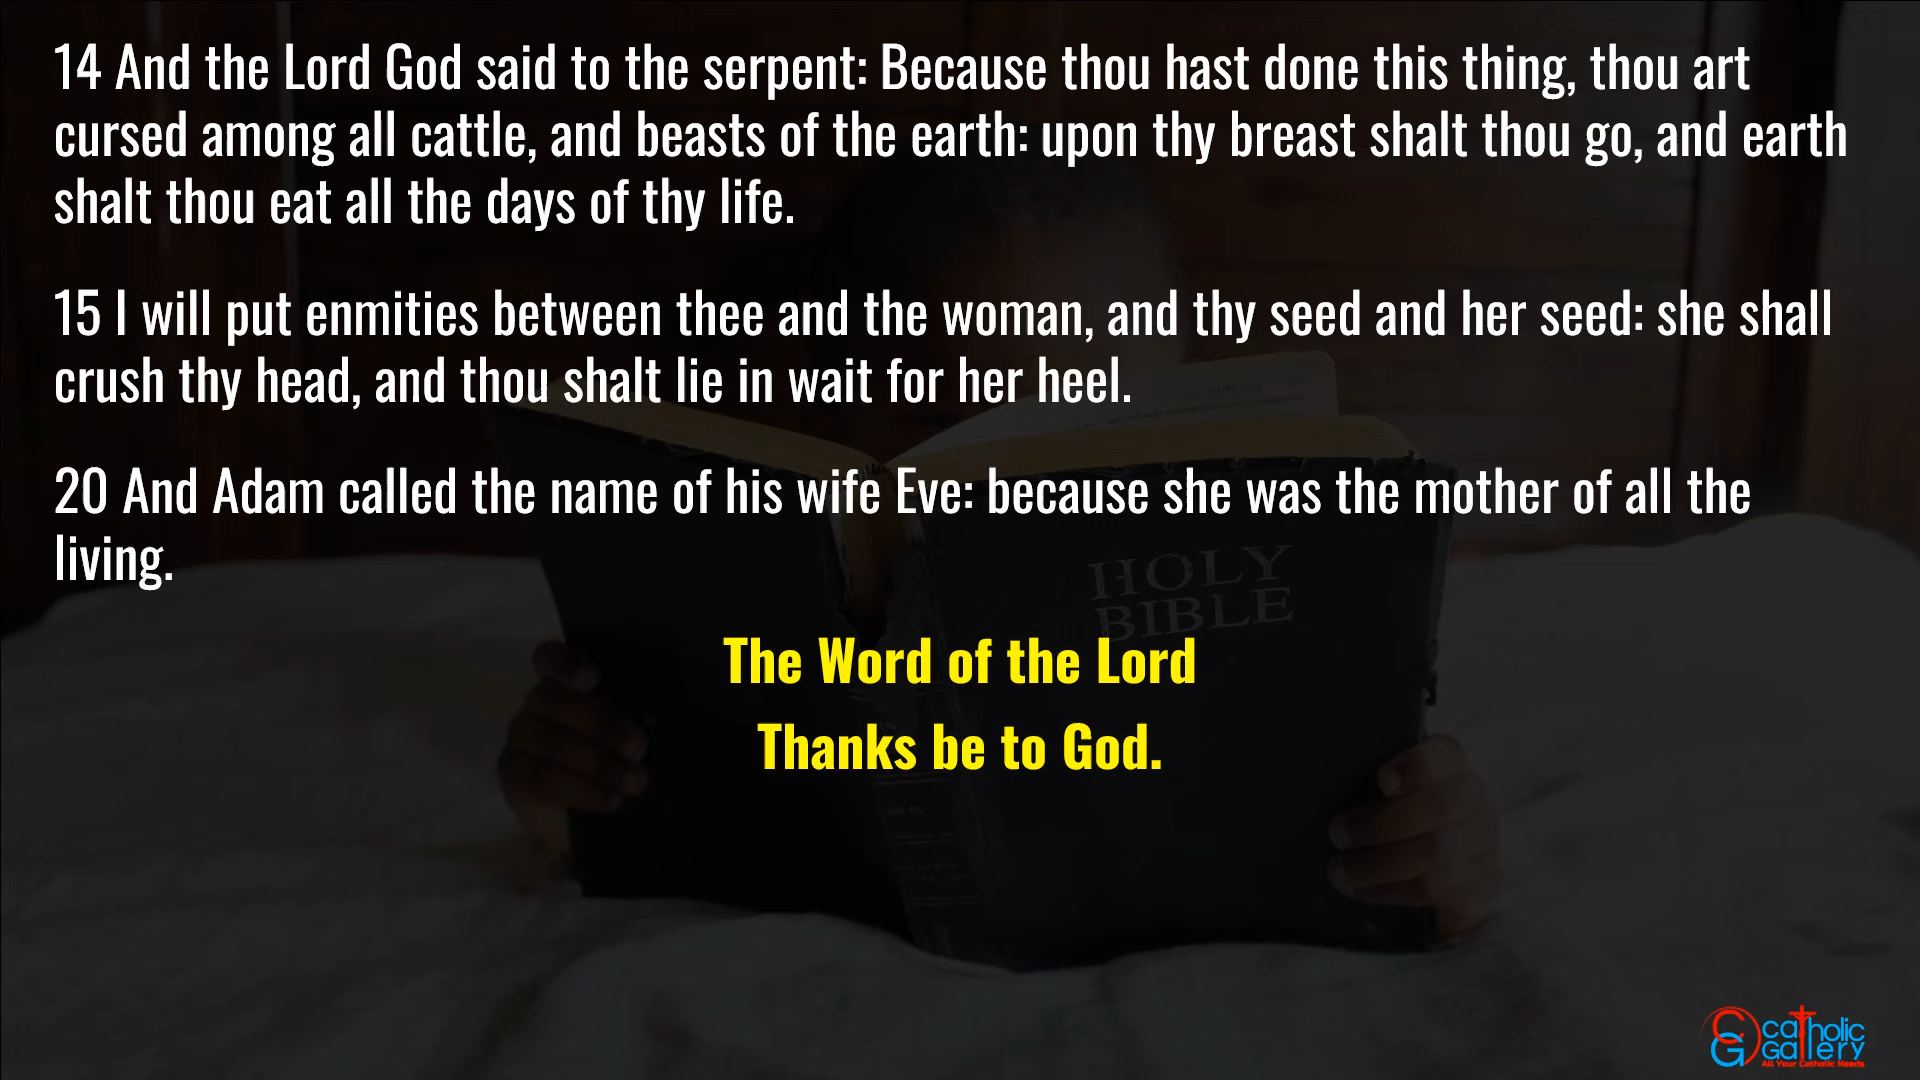 14 And the Lord God said to the serpent: Because thou hast done this thing, thou art
cursed among all cattle, and beasts of the earth: upon thy breast shalt thou go, and earth
shalt thou eat all the days of thy life.
15 I will put enmities between thee and the woman, and thy seed and her seed: she shall
crush thy head, and thou shalt lie in wait for her heel.
20 And Adam called the name of his wife Eve: because she was the mother of all the
living.
HOLY
BIBLE
The Word of the Lord
Thanks be to God.
CG catholic
Gallery
All Your Catholic Needs